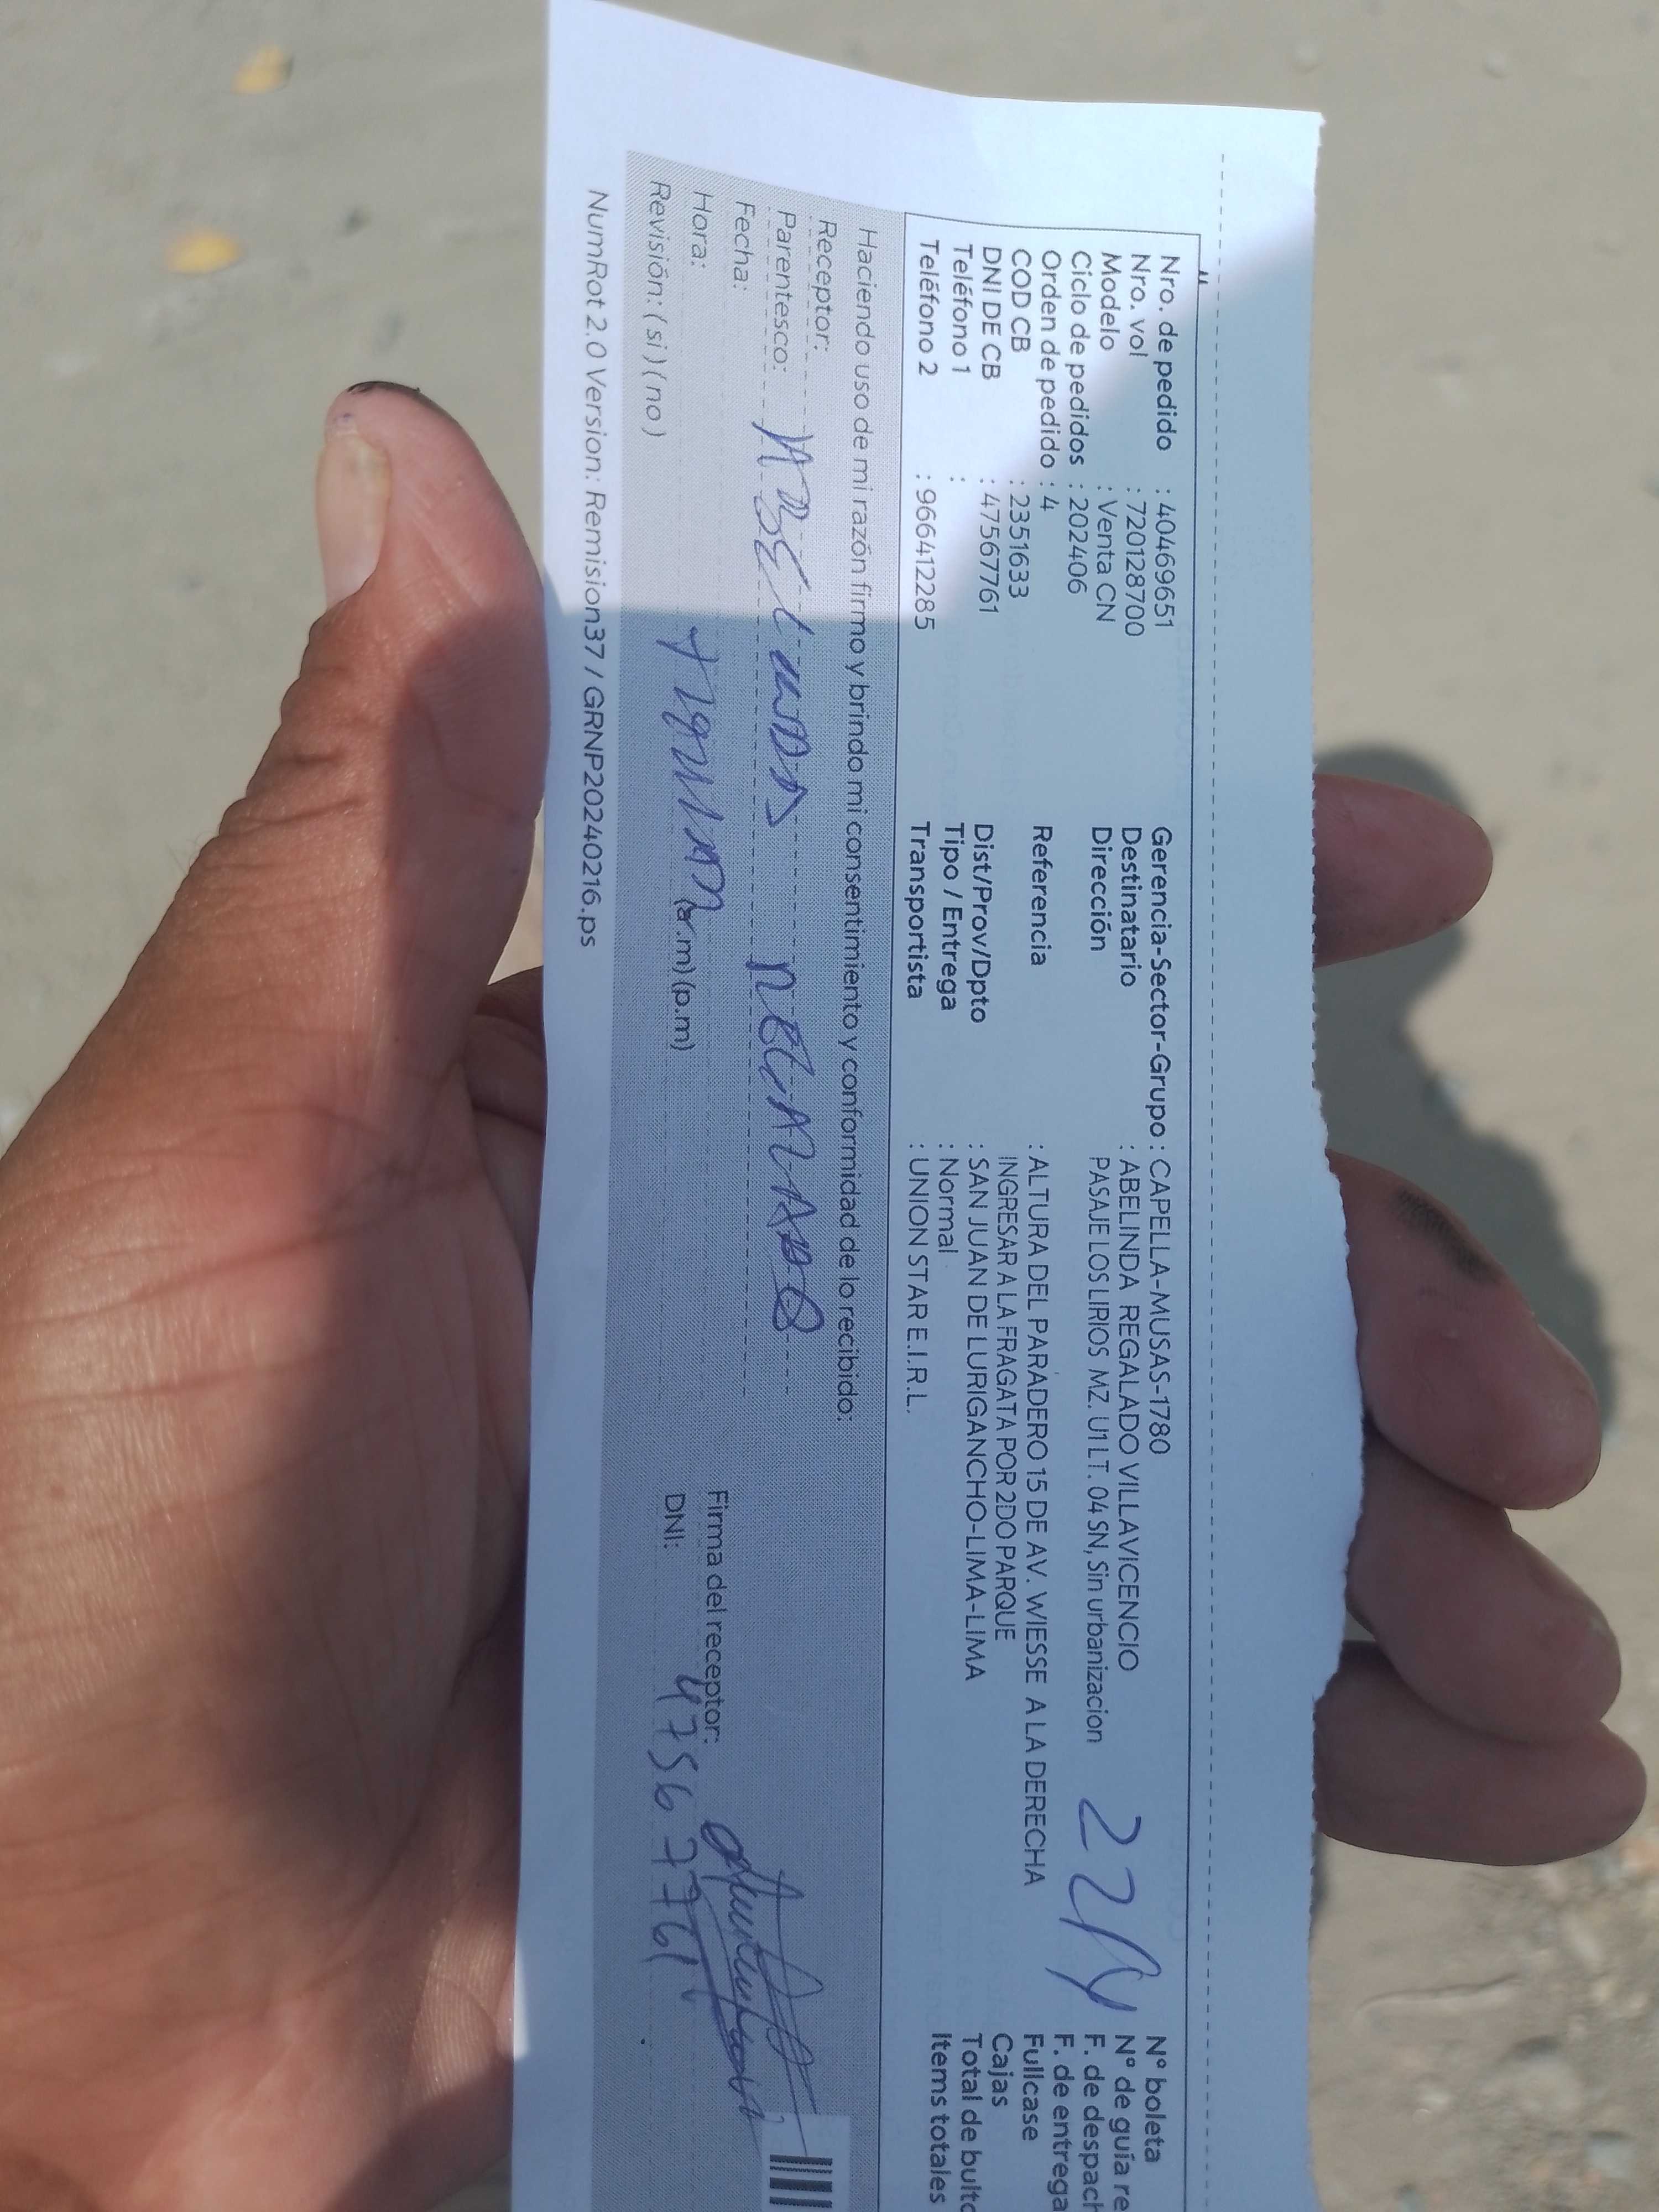 Nro. de pedido : 40469651
Nro. vol : 720128700
Modelo : Venta CN
Ciclo de pedidos : 202406
Orden de pedido : 4
COD CB : 2351633
DNI DE CB : 47567761
Teléfono 1 :
Teléfono 2 : 966412285
Gerencia-Sector-Grupo : CAPELLA-MUSAS-1780
Destinatario : ABELINDA REGALADO VILLAVICENCIO
Dirección PASAJE LOS LIRIOS MZ. U1 LT. 04 SN, Sin urbanizacion
Referencia : ALTURA DEL PARADERO 15 DE AV. WIESSE A LA DERECHA
INGRESAR A LA FRAGATA POR 2DO PARQUE
Dist/Prov/Dpto : SAN JUAN DE LURIGANCHO-LIMA-LIMA
Tipo / Entrega : Normal
Transportista : UNION STAR E.I.R.L.
N° boleta
N° de guía re
F. de despach
F. de entrega
Fullcase
Cajas
Total de bulto
Items totales
Haciendo uso de mi razón firmo y brindo mi consentimiento y conformidad de lo recibido:
Receptor:
Parentesco:
Fecha:
Hora: (a.m) (p.m)
Revisión: ( si ) ( no )
Firma del receptor:
DNI: 47567761
NumRot 2.0 Version: Remision37 / GRNP20240216.ps